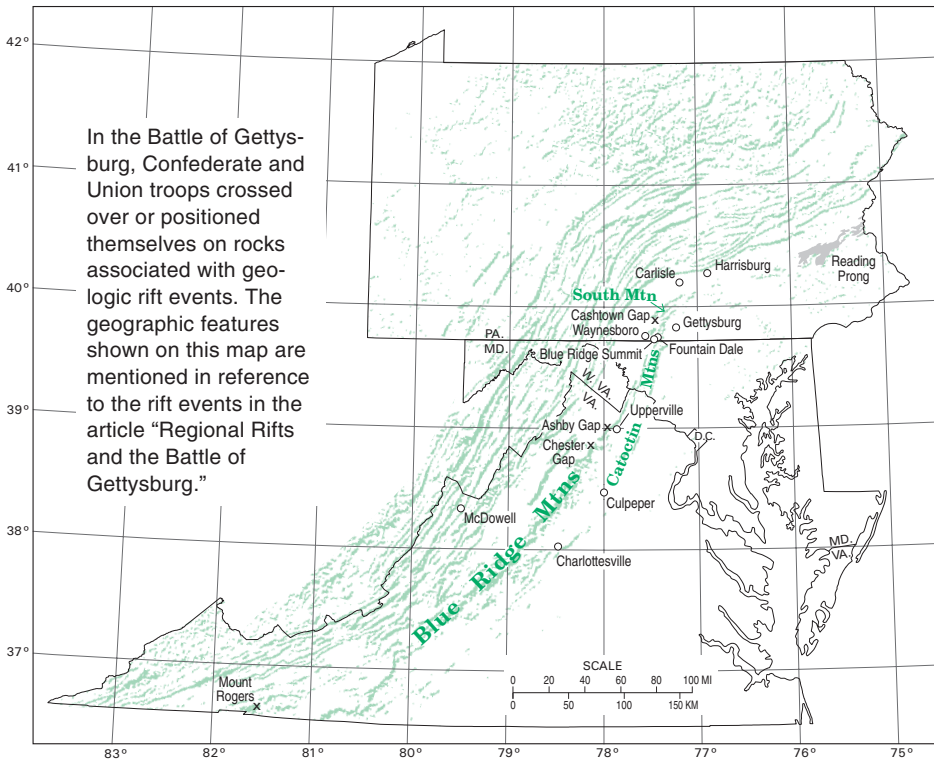 42°
41°
40°
39°
38°
37°
In the Battle of Gettys-
burg, Confederate and
Union troops crossed
over or positioned
themselves on rocks
associated with geo-
logic rift events. The
geographic features
shown on this map are
mentioned in reference
to the rift events in the
article “Regional Rifts
and the Battle of
Gettysburg.”
Reading
Prong
Carlisle
Harrisburg
South Mtn
Cashtown Gap
Gettysburg
Waynesboro
PA.
MD.
Blue Ridge Summit
Fountain Dale
W. VA.
VA.
Catoctin Mtns
Upperville
Ashby Gap
D.C.
Chester
Gap
Culpeper
McDowell
Blue Ridge Mtns
Charlottesville
MD.
VA.
Mount
Rogers
SCALE
0 20 40 60 80 100 MI
0 50 100 150 KM
83° 82° 81° 80° 79° 78° 77° 76° 75°